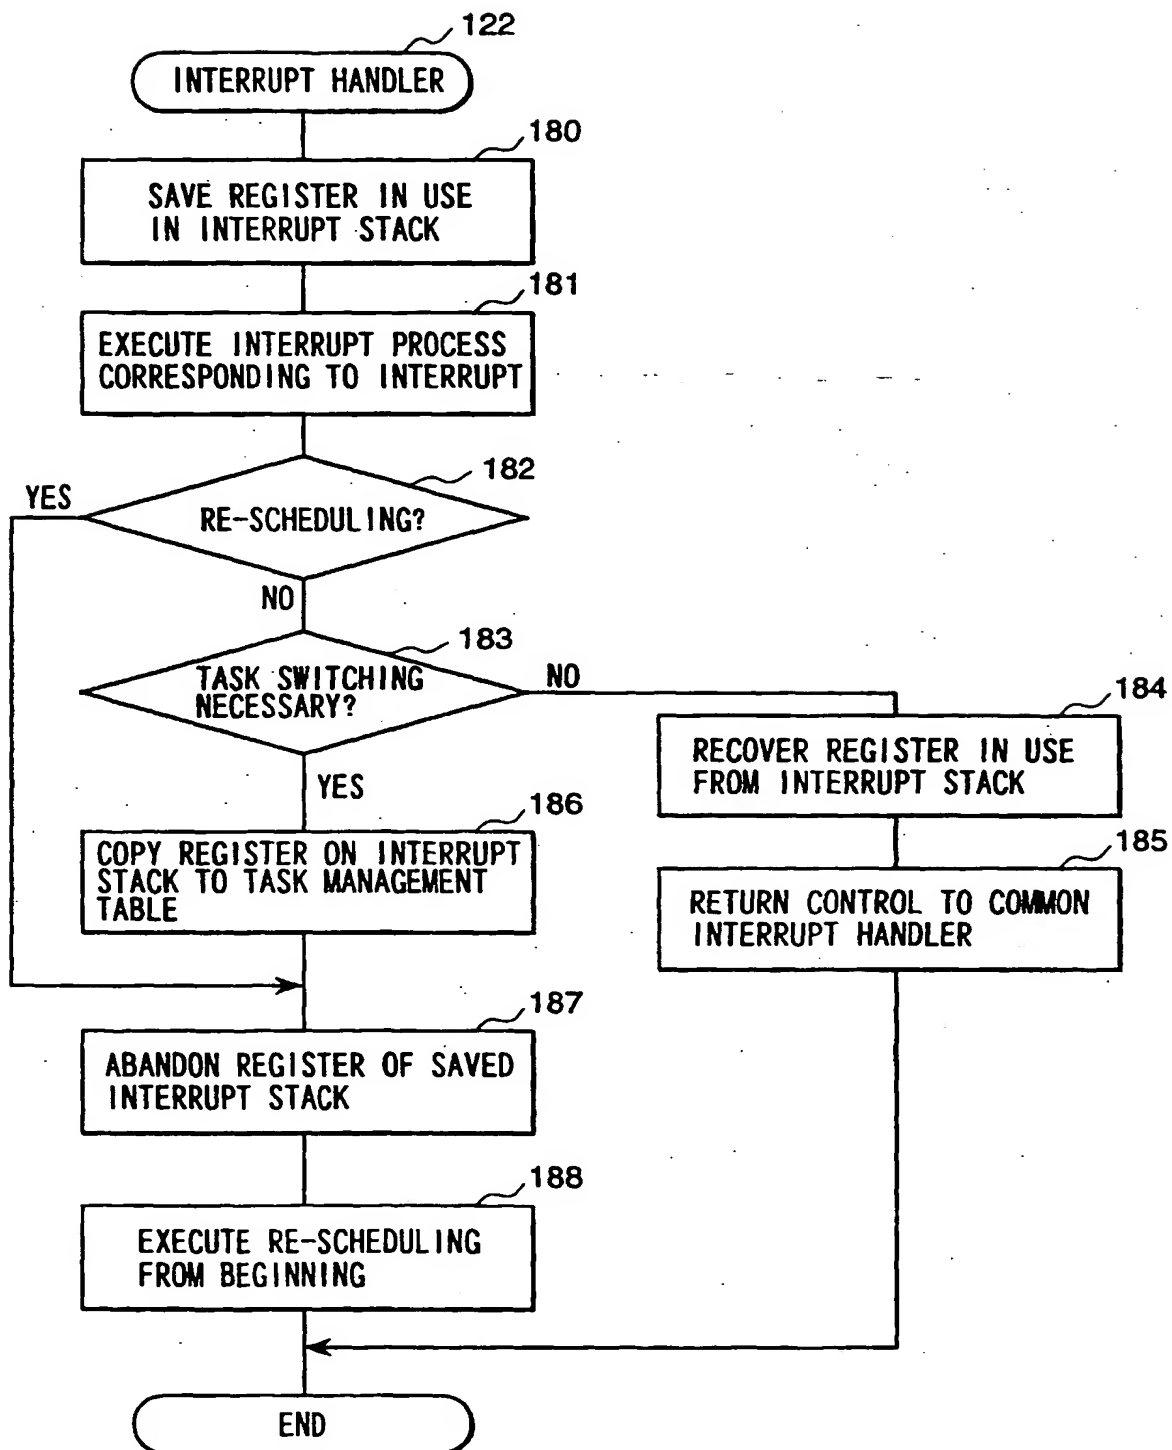 122
INTERRUPT HANDLER
180
SAVE REGISTER IN USE
IN INTERRUPT STACK
181
EXECUTE INTERRUPT PROCESS
CORRESPONDING TO INTERRUPT
182
YES
RE-SCHEDULING?
NO
183
TASK SWITCHING
NECESSARY?
NO
184
RECOVER REGISTER IN USE
FROM INTERRUPT STACK
YES
186
COPY REGISTER ON INTERRUPT
STACK TO TASK MANAGEMENT
TABLE
185
RETURN CONTROL TO COMMON
INTERRUPT HANDLER
187
ABANDON REGISTER OF SAVED
INTERRUPT STACK
188
EXECUTE RE-SCHEDULING
FROM BEGINNING
END